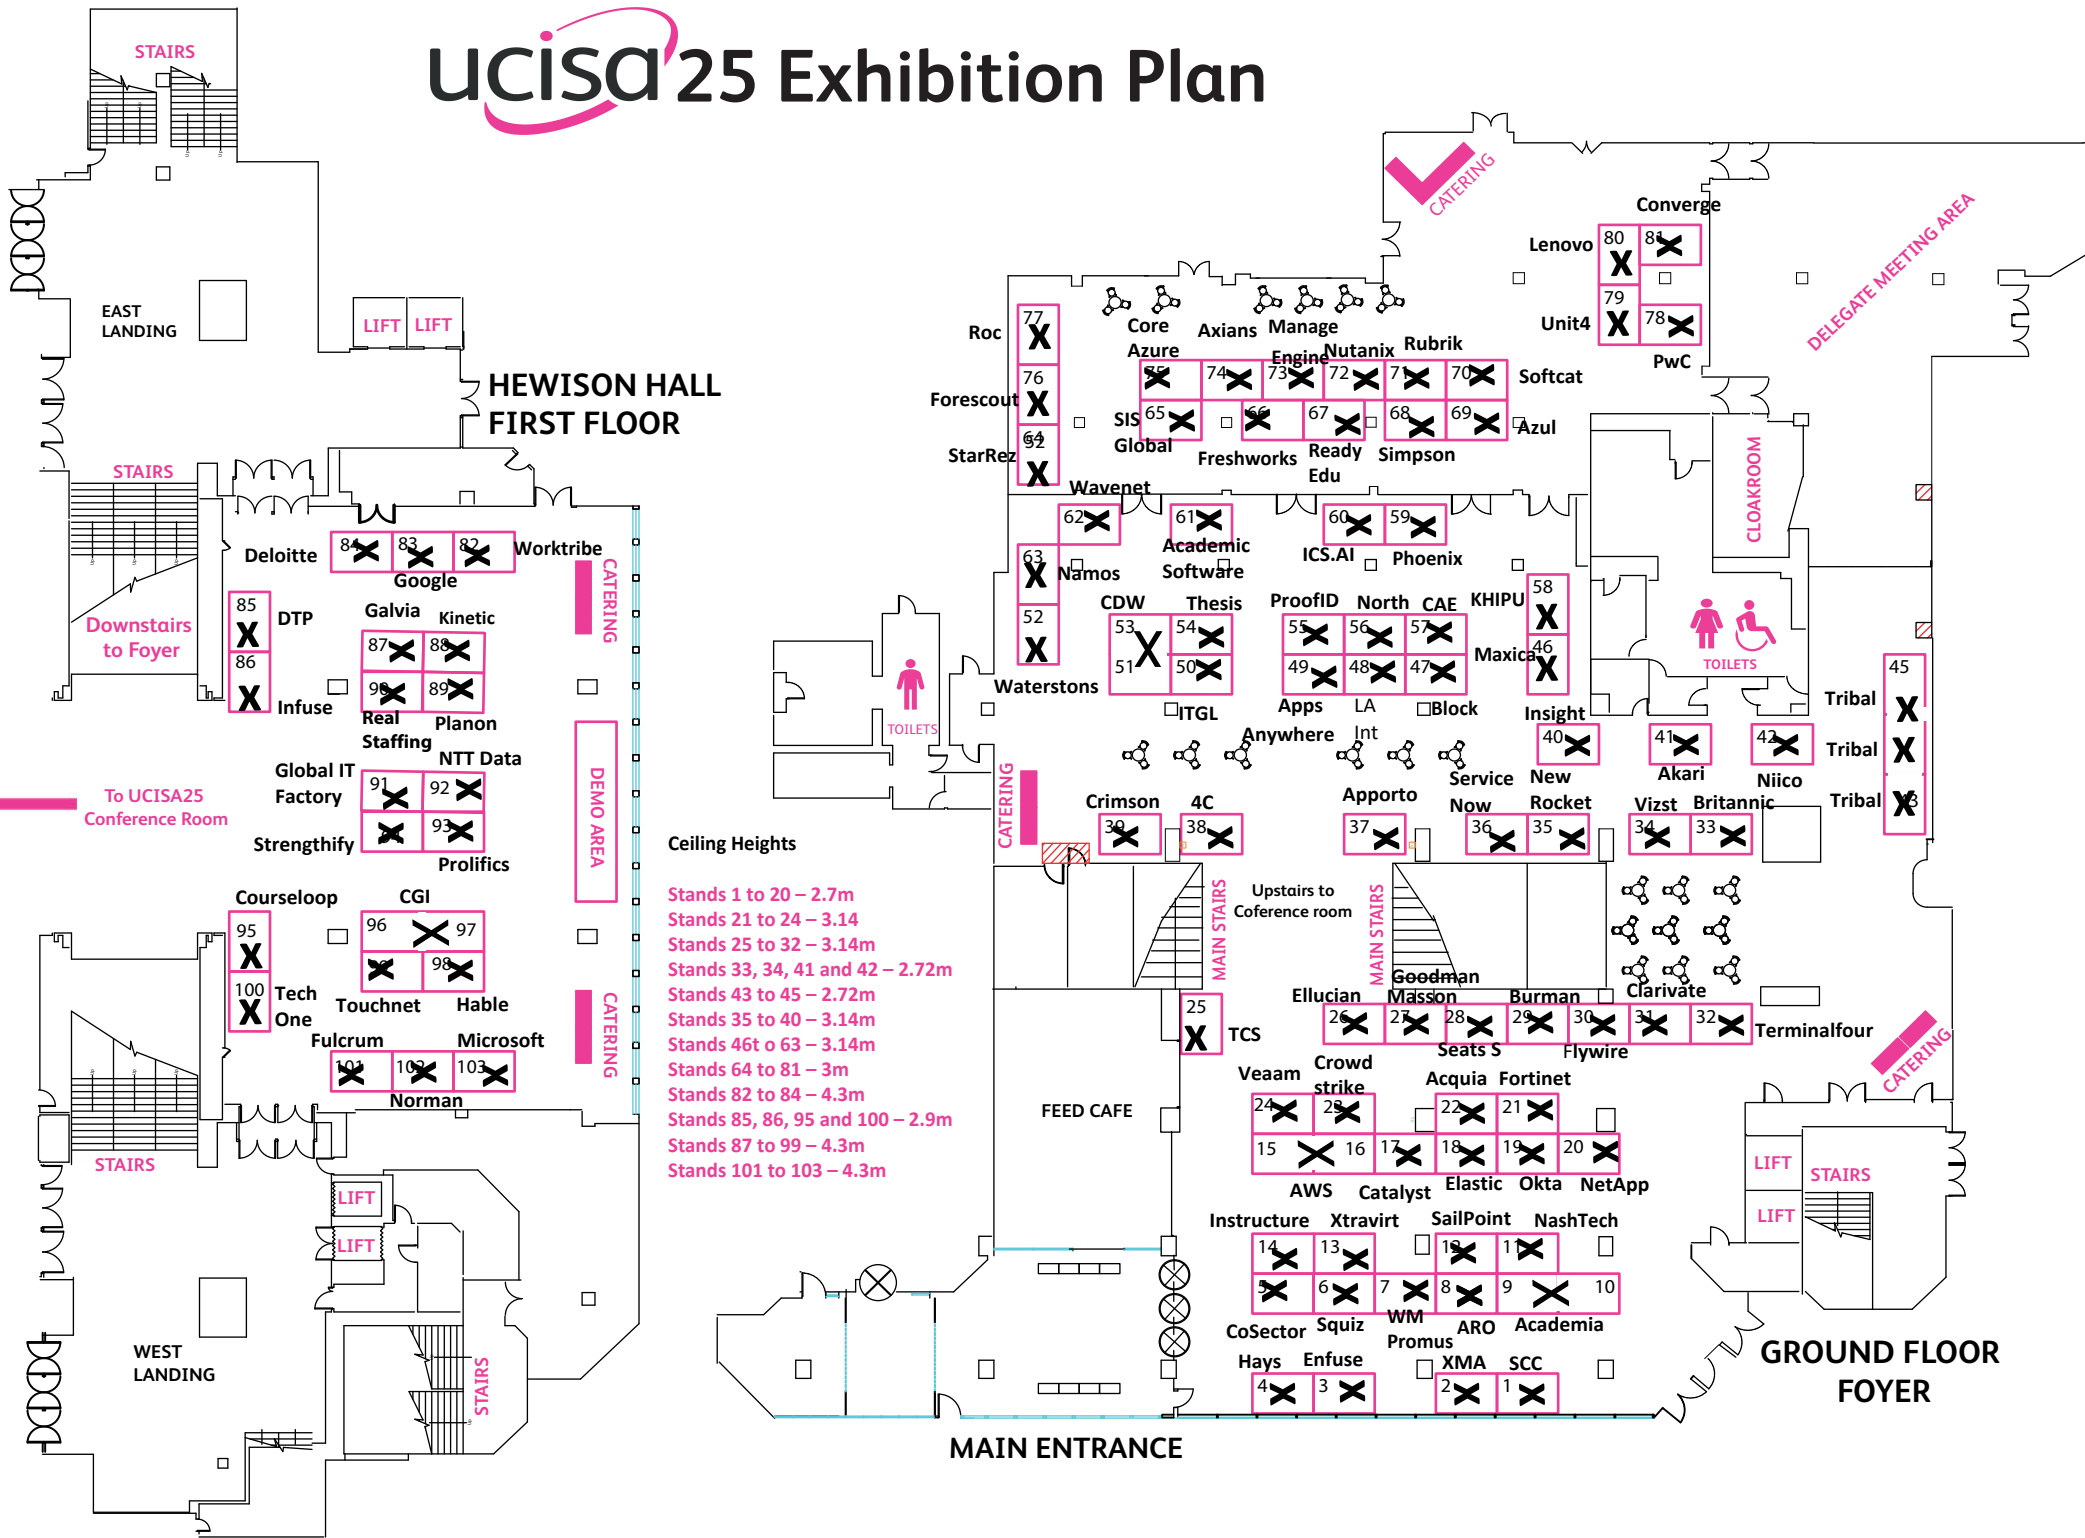 ucisa 25 Exhibition Plan
STAIRS
EAST
LANDING
LIFT
LIFT
HEWISON HALL
FIRST FLOOR
STAIRS
Downstairs
to Foyer
Deloitte
84
83
82
Worktribe
Google
CATERING
85
DTP
86
Infuse
Galvia
Kinetic
87
88
90
89
Real
Staffing
Planon
NTT Data
Global IT
Factory
91
92
Strengthify
94
93
Prolifics
DEMO AREA
To UCISA25
Conference Room
Courseloop
CGI
95
96
97
100
Tech
One
99
98
Touchnet
Hable
CATERING
Fulcrum
Microsoft
101
102
103
Norman
STAIRS
LIFT
LIFT
WEST
LANDING
STAIRS
Ceiling Heights
Stands 1 to 20 – 2.7m
Stands 21 to 24 – 3.14
Stands 25 to 32 – 3.14m
Stands 33, 34, 41 and 42 – 2.72m
Stands 43 to 45 – 2.72m
Stands 35 to 40 – 3.14m
Stands 46t o 63 – 3.14m
Stands 64 to 81 – 3m
Stands 82 to 84 – 4.3m
Stands 85, 86, 95 and 100 – 2.9m
Stands 87 to 99 – 4.3m
Stands 101 to 103 – 4.3m
CATERING
DELEGATE MEETING AREA
Converge
Lenovo
80
81
Unit4
79
78
PwC
Roc
77
Forescout
76
StarRez
64
52
Core
Azure
Axians
Manage
Engine
Nutanix
Rubrik
Softcat
75
74
73
72
71
70
SIS
Global
65
66
67
68
69
Azul
Freshworks
Ready
Edu
Simpson
CLOAKROOM
Wavenet
62
61
60
59
Academic
Software
ICS.AI
Phoenix
63
Namos
52
Waterstons
CDW
Thesis
53
54
51
50
ITGL
ProofID
North
CAE
55
56
57
49
48
47
Apps
Anywhere
LA
Int
Block
KHIPU
58
Maxica
46
TOILETS
TOILETS
Insight
40
41
42
Akari
Niico
45
Tribal
Tribal
Tribal
43
CATERING
Crimson
39
4C
38
Apporto
37
Service
Now
36
New
Rocket
35
Vizst
34
Britannic
33
MAIN STAIRS
Upstairs to
Coference room
MAIN STAIRS
25
TCS
Ellucian
Goodman
Masson
Burman
Clarivate
26
27
28
29
30
31
32
Terminalfour
Seats S
Flywire
CATERING
Veaam
Crowd
strike
Acquia
Fortinet
24
23
22
21
15
16
17
18
19
20
AWS
Catalyst
Elastic
Okta
NetApp
FEED CAFE
LIFT
STAIRS
LIFT
Instructure
Xtravirt
SailPoint
NashTech
14
13
12
11
5
6
7
8
9
10
CoSector
Squiz
WM
Promus
ARO
Academia
Hays
Enfuse
XMA
SCC
4
3
2
1
GROUND FLOOR
FOYER
MAIN ENTRANCE